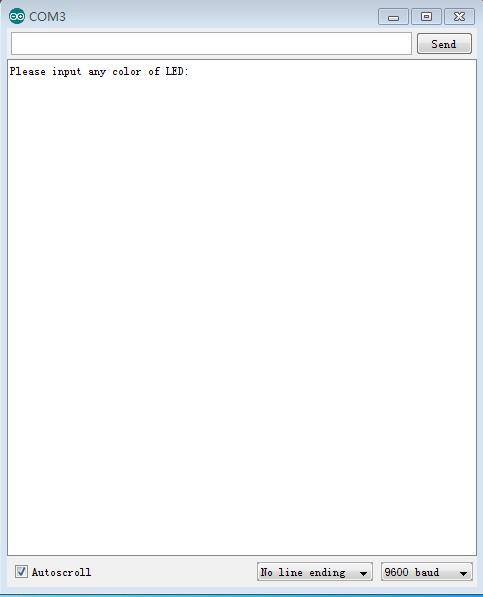 COM3
Send
Please input any color of LED:
Autoscroll
No line ending
9600 baud